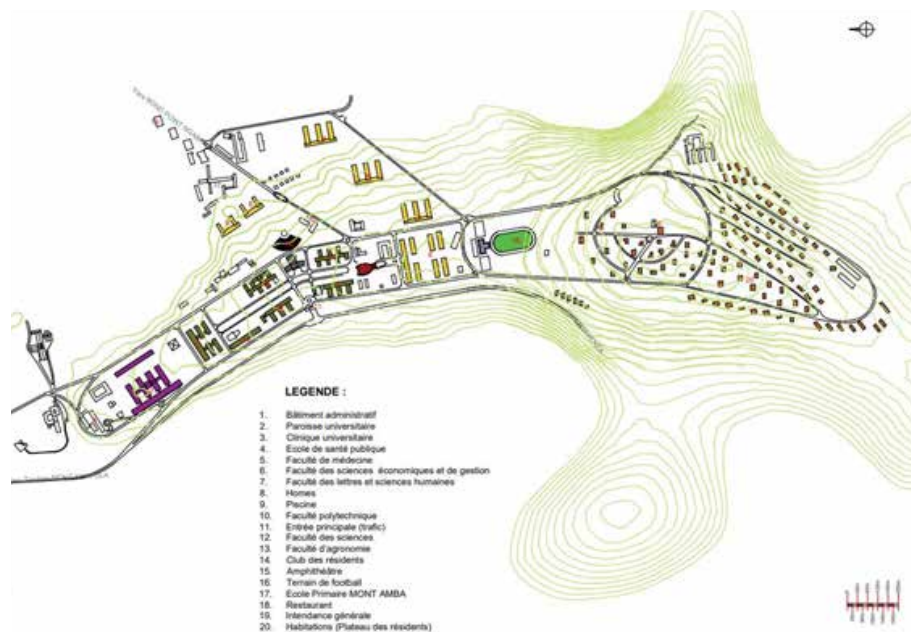 LEGENDE :
1. Bâtiment administratif
2. Paroisse universitaire
3. Clinique universitaire
4. Ecole de santé publique
5. Faculté de médecine
6. Faculté des sciences économiques et de gestion
7. Faculté des lettres et sciences humaines
8. Homes
9. Piscine
10. Faculté polytechnique
11. Entrée principale (trafic)
12. Faculté des sciences
13. Faculté d'agronomie
14. Club des résidents
15. Amphithéâtre
16. Terrain de football
17. Ecole Primaire MONT AMBA
18. Restaurant
19. Intendance générale
20. Habitations (Plateau des résidents)